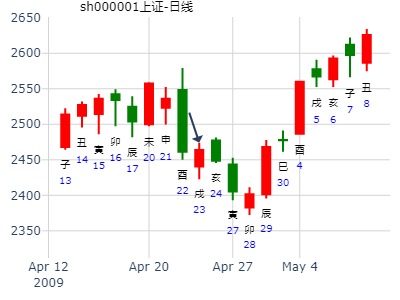 sh000001上证-日线
2650
2600
2550
2500
2450
2400
2350
子
13
丑
14
寅
15
卯
16
辰
17
未
20
申
21
酉
22
戌
23
亥
24
寅
27
卯
28
辰
29
巳
30
酉
4
戌
5
亥
6
子
7
丑
8
Apr 12
2009
Apr 20
Apr 27
May 4